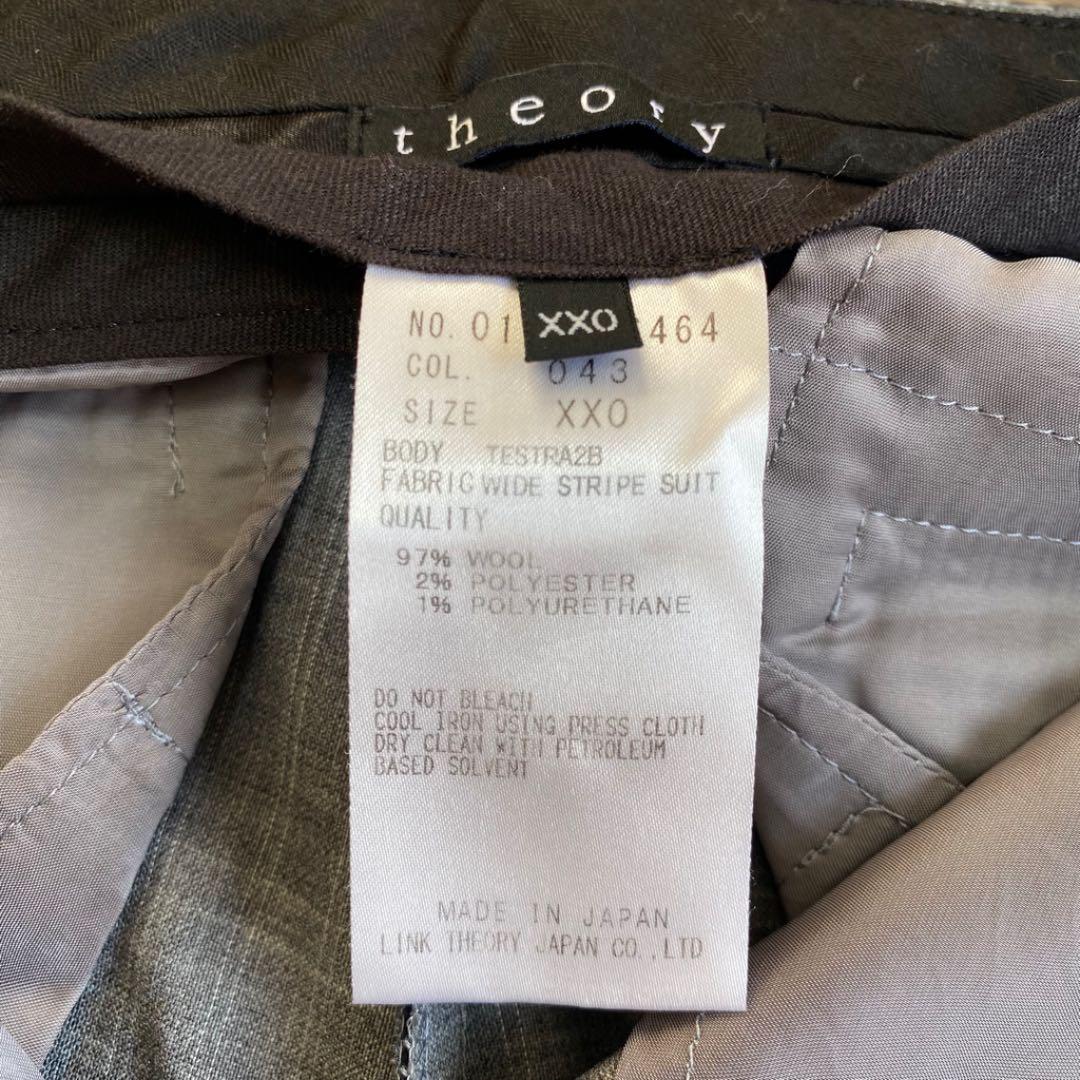 theory
XXO
NO. 01 464
COL. 043
SIZE XXO
BODY TESTRA2B
FABRIC WIDE STRIPE SUIT
QUALITY
97% WOOL
2% POLYESTER
1% POLYURETHANE
DO NOT BLEACH
COOL IRON USING PRESS CLOTH
DRY CLEAN WITH PETROLEUM
BASED SOLVENT
MADE IN JAPAN
LINK THEORY JAPAN CO.,LTD